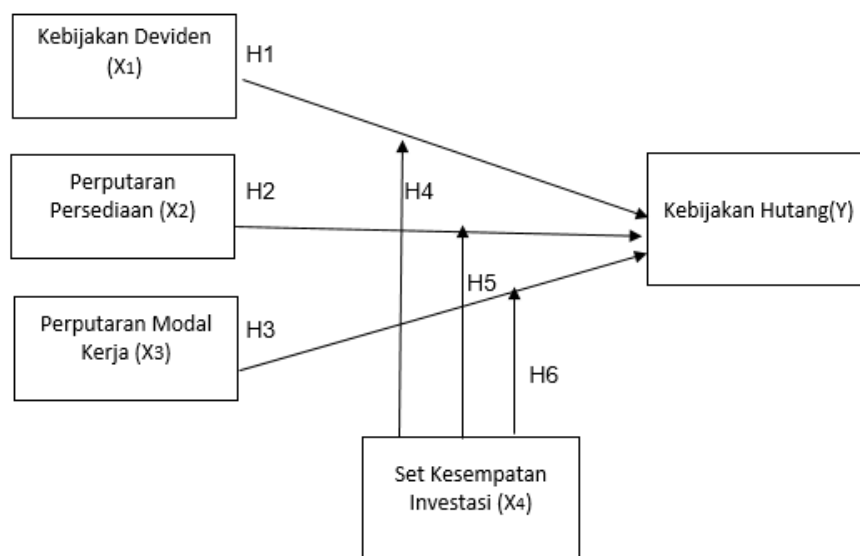 Kebijakan Deviden
(X1)
H1
Perputaran
Persediaan (X2)
H2
H4
Kebijakan Hutang(Y)
Perputaran Modal
Kerja (X3)
H3
H5
H6
Set Kesempatan
Investasi (X4)